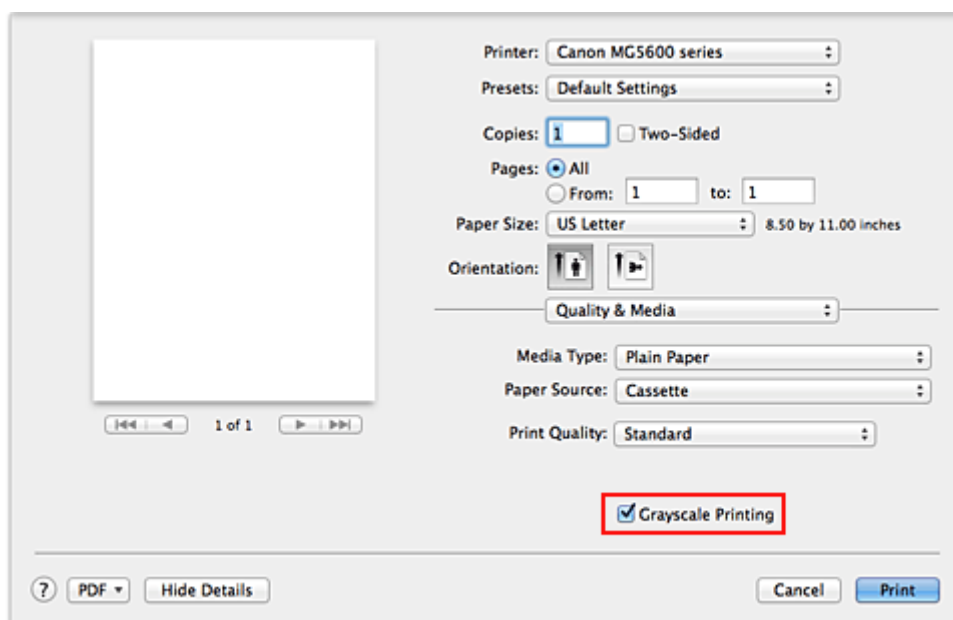 Printer: Canon MG5600 series
Presets: Default Settings
Copies: 1 Two-Sided
Pages: All
From: 1 to: 1
Paper Size: US Letter 8.50 by 11.00 inches
Orientation:
Quality & Media
Media Type: Plain Paper
Paper Source: Cassette
1 of 1
Print Quality: Standard
Grayscale Printing
? PDF Hide Details Cancel Print